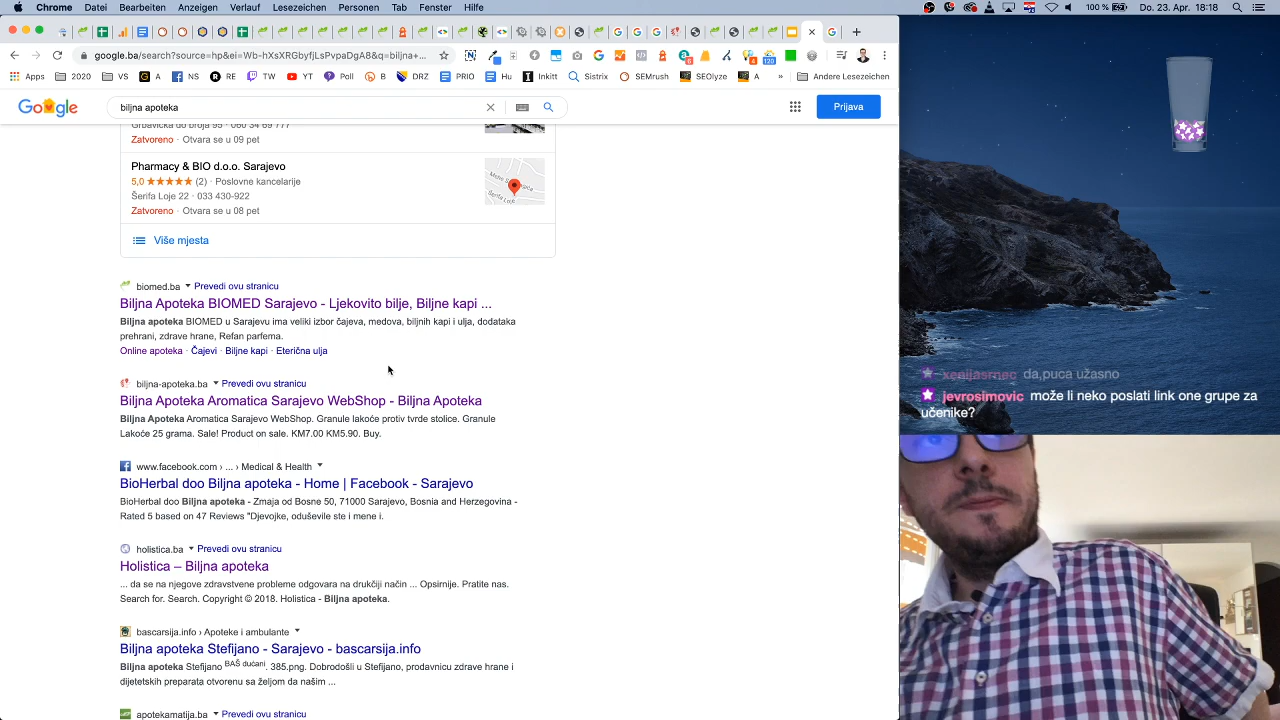 Chrome Datei Bearbeiten Anzeigen Verlauf Lesezeichen Personen Tab Fenster Hilfe
100% Do. 23. Apr. 18:18
google.ba/search?source=hp&ei=Wb-hXsXRGbyfjLsPvpaDoA8&q=biljna+...
6
4
120
Apps 2020 VS A NS RE TW YT Poll B DRZ PRIO Hu Inkitt Sistrix SEMrush SEOlyze A » Andere Lesezeichen
Google biljna apoteka Prijava
Zatvoreno · Otvara se u 09 pet
Pharmacy & BIO d.o.o. Sarajevo
5,0 ★★★★★ (2) · Poslovne kancelarije
Šerifa Loje 22 · 033 430-922
Zatvoreno · Otvara se u 08 pet
Više mjesta
biomed.ba Prevedi ovu stranicu
Biljna Apoteka BIOMED Sarajevo - Ljekovito bilje, Biljne kapi ...
Biljna apoteka BIOMED u Sarajevu ima veliki izbor čajeva, medova, biljnih kapi i ulja, dodataka
prehrani, zdrave hrane, Refan parfema.
Online apoteka · Čajevi · Biljne kapi · Eterična ulja
biljna-apoteka.ba Prevedi ovu stranicu
Biljna Apoteka Aromatica Sarajevo WebShop - Biljna Apoteka
Biljna Apoteka Aromatica Sarajevo WebShop. Granule lakoće protiv tvrde stolice. Granule
Lakoće 25 grama. Sale! Product on sale. KM7.00 KM5.90. Buy.
www.facebook.com › ... › Medical & Health
BioHerbal doo Biljna apoteka - Home | Facebook - Sarajevo
BioHerbal doo Biljna apoteka - Zmaja od Bosne 50, 71000 Sarajevo, Bosnia and Herzegovina -
Rated 5 based on 47 Reviews "Djevojke, oduševile ste i mene i.
holistica.ba Prevedi ovu stranicu
Holistica – Biljna apoteka
... da se na njegove zdravstvene probleme odgovara na drukčiji način ... Opsirnije. Pratite nas.
Search for. Search. Copyright © 2018. Holistica - Biljna apoteka.
bascarsija.info › Apoteke i ambulante
Biljna apoteka Stefijano - Sarajevo - bascarsija.info
Biljna apoteka Stefijano BAŠ dućani. 385.png. Dobrodošli u Stefijano, prodavnicu zdrave hrane i
dijetetskih preparata otvorenu sa željom da našim ...
apotekamatija.ba Prevedi ovu stranicu
xenijasrnec da,puca užasno
jevrosimovic može li neko poslati link one grupe za
učenike?